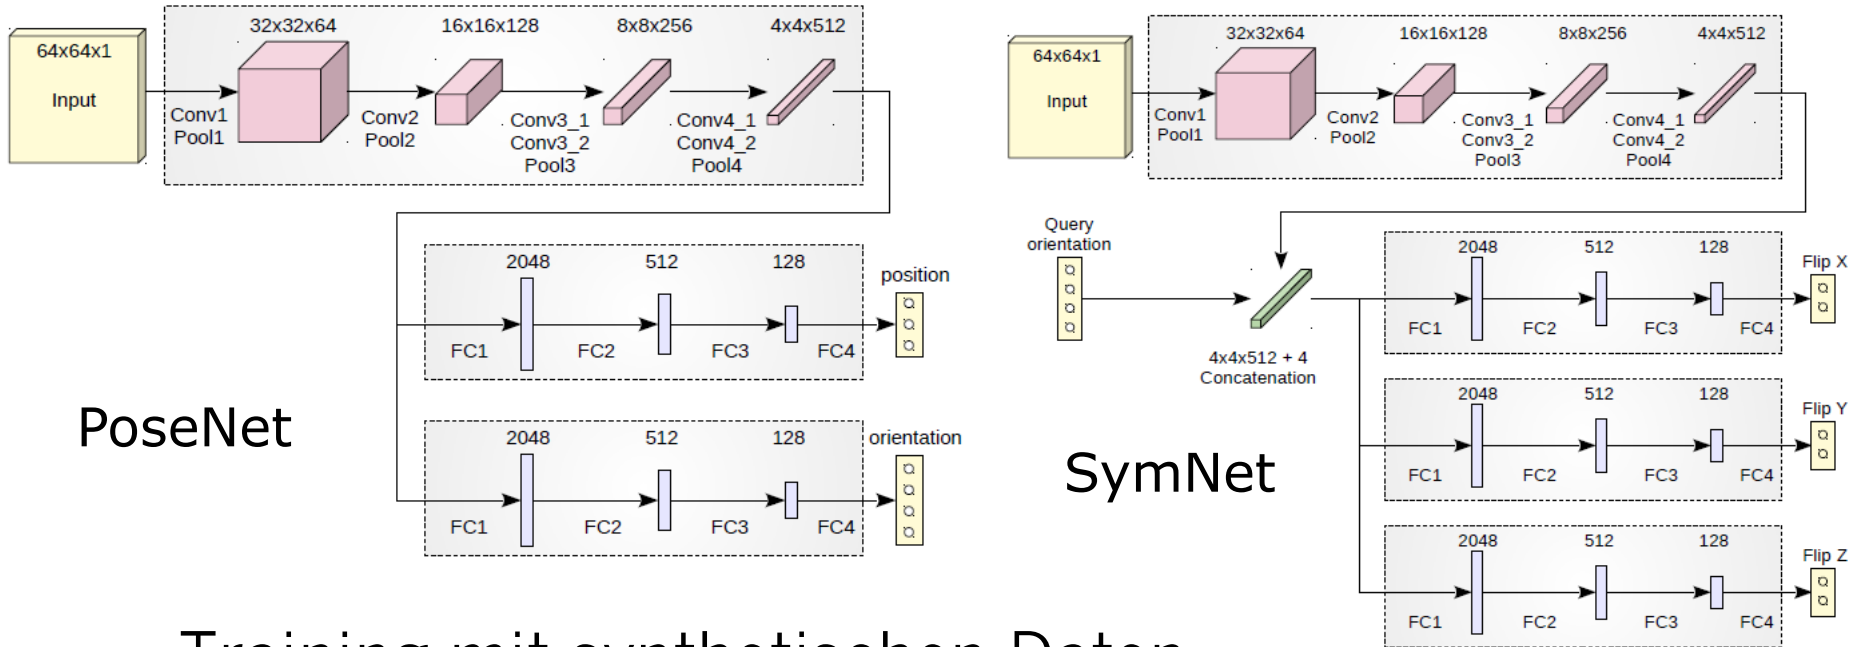 32x32x64
16x16x128
8x8x256
4x4x512
64x64x1
Input
Conv1
Pool1
Conv2
Pool2
Conv3_1
Conv3_2
Pool3
Conv4_1
Conv4_2
Pool4
2048
512
128
position
FC1
FC2
FC3
FC4
PoseNet
2048
512
128
orientation
FC1
FC2
FC3
FC4
32x32x64
16x16x128
8x8x256
4x4x512
64x64x1
Input
Conv1
Pool1
Conv2
Pool2
Conv3_1
Conv3_2
Pool3
Conv4_1
Conv4_2
Pool4
Query
orientation
4x4x512 + 4
Concatenation
2048
512
128
Flip X
FC1
FC2
FC3
FC4
2048
512
128
Flip Y
FC1
FC2
FC3
FC4
SymNet
2048
512
128
Flip Z
FC1
FC2
FC3
FC4
Training mit synthetischen Daten